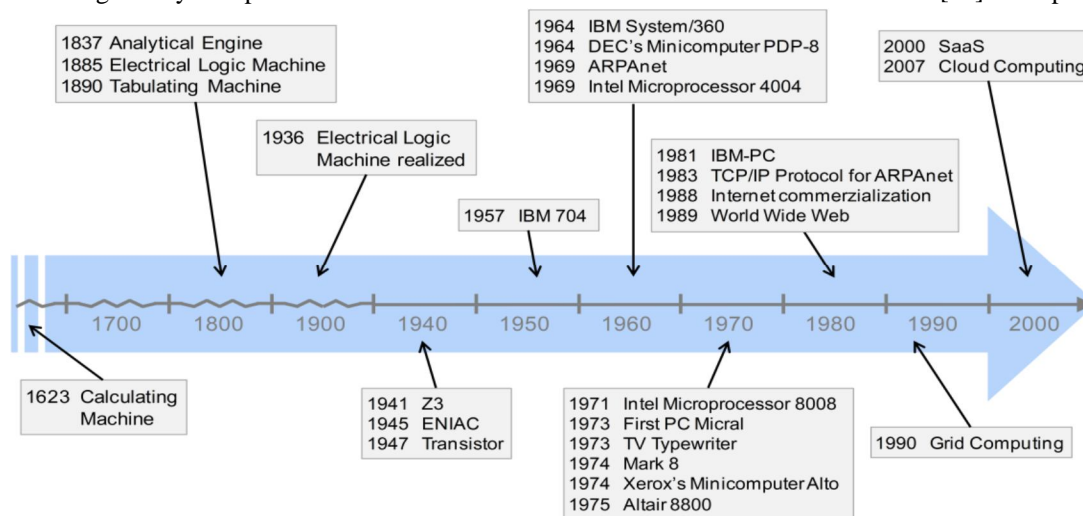 1837 Analytical Engine
1885 Electrical Logic Machine
1890 Tabulating Machine
1936 Electrical Logic
Machine realized
1957 IBM 704
1964 IBM System/360
1964 DEC's Minicomputer PDP-8
1969 ARPAnet
1969 Intel Microprocessor 4004
1981 IBM-PC
1983 TCP/IP Protocol for ARPAnet
1988 Internet commerzialization
1989 World Wide Web
2000 SaaS
2007 Cloud Computing
1700 1800 1900 1940 1950 1960 1970 1980 1990 2000
1623 Calculating
Machine
1941 Z3
1945 ENIAC
1947 Transistor
1971 Intel Microprocessor 8008
1973 First PC Micral
1973 TV Typewriter
1974 Mark 8
1974 Xerox's Minicomputer Alto
1975 Altair 8800
1990 Grid Computing